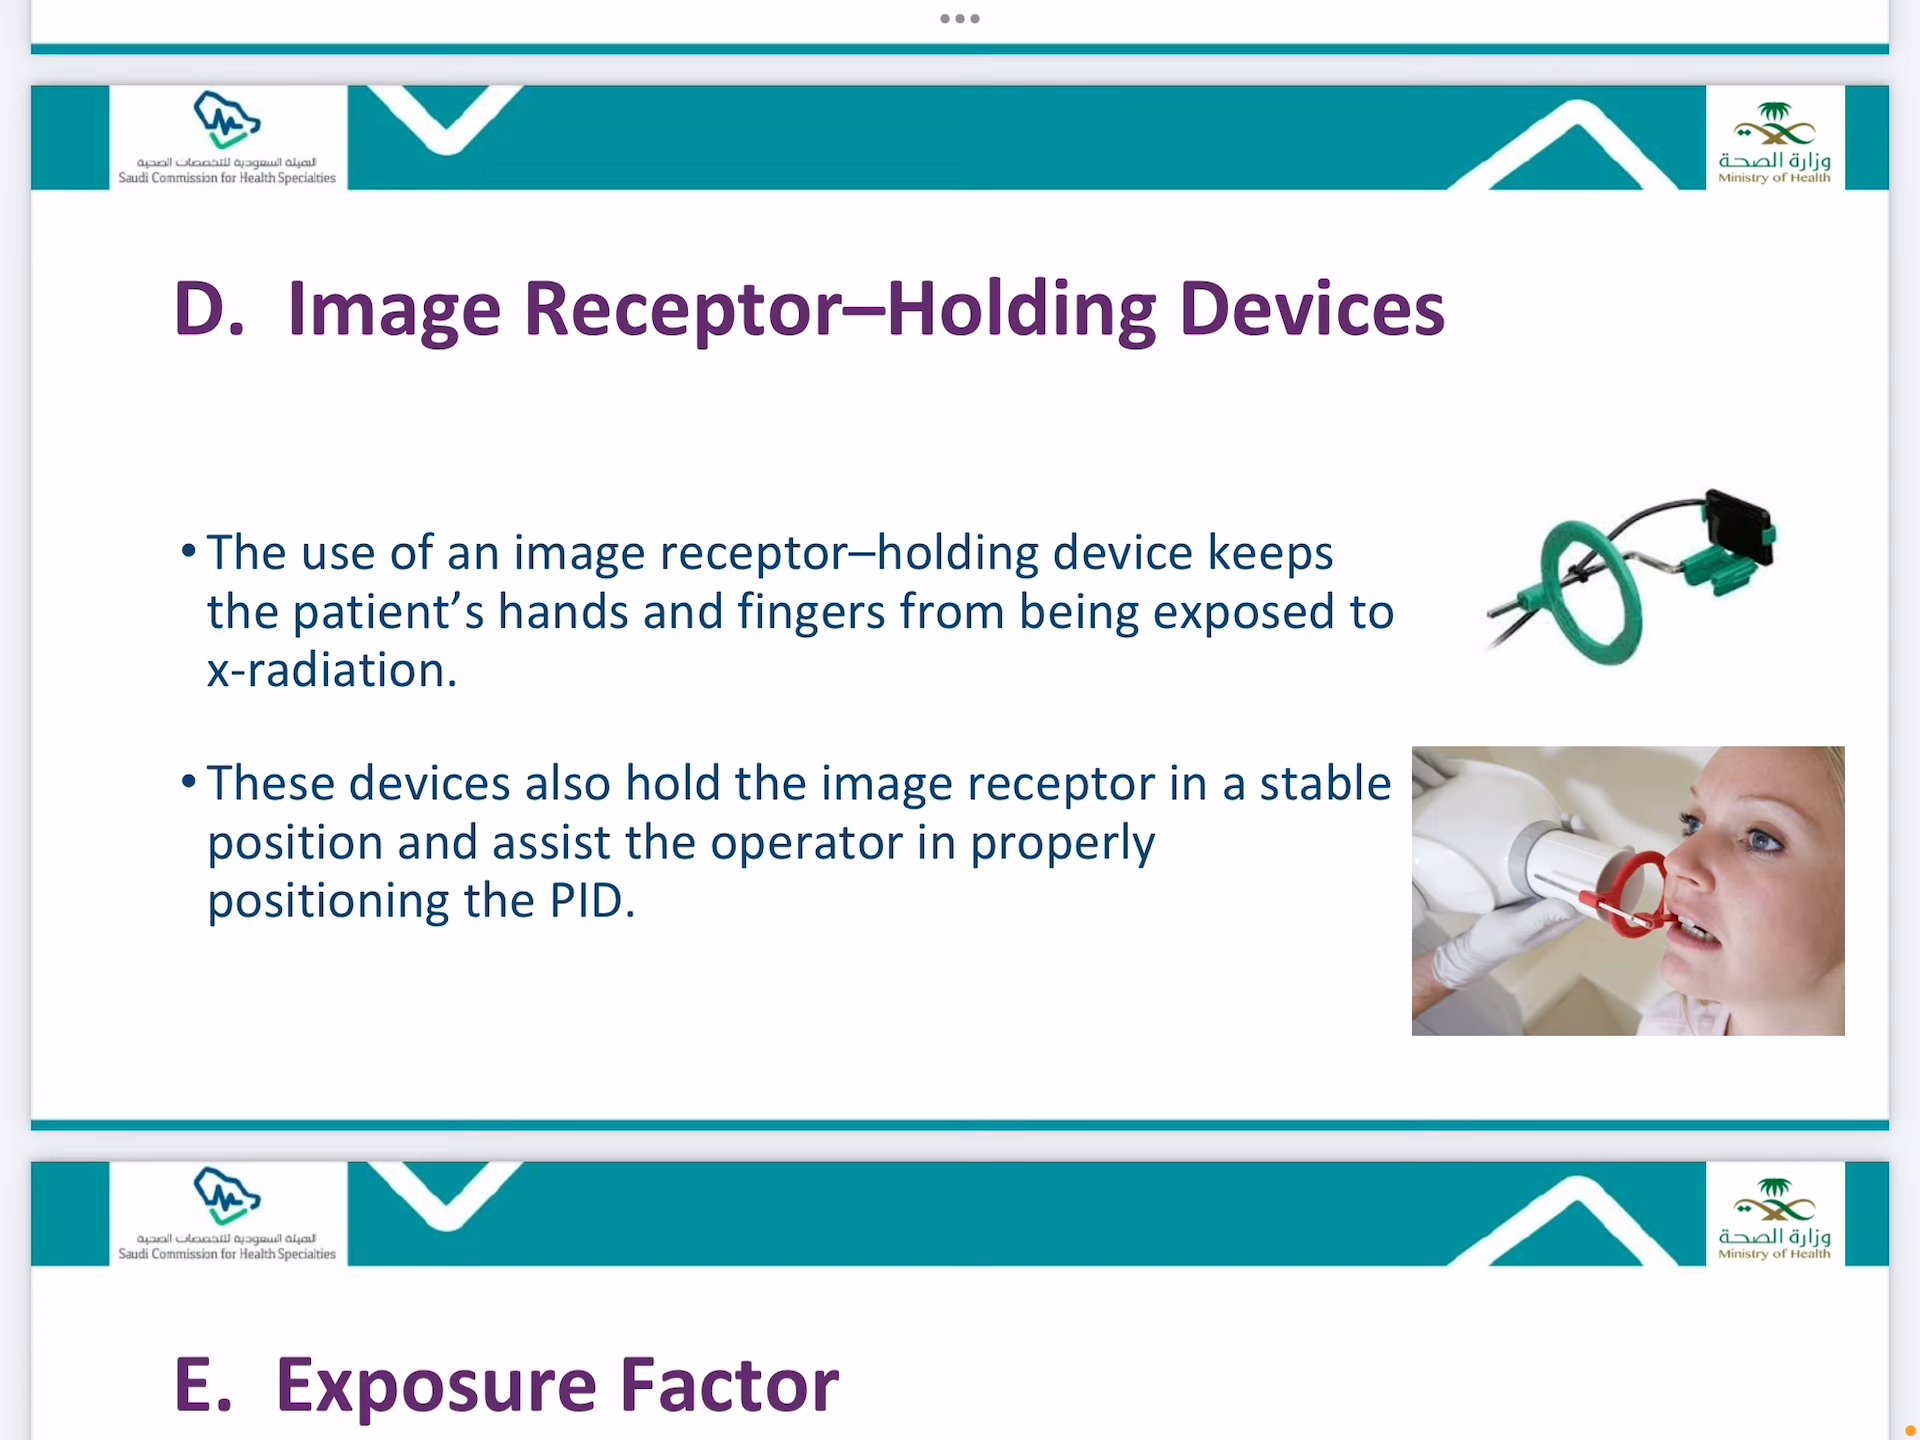 الهيئة السعودية للتخصصات الصحية
Saudi Commission for Health Specialties
وزارة الصحة
Ministry of Health
D. Image Receptor–Holding Devices
• The use of an image receptor–holding device keeps
the patient’s hands and fingers from being exposed to
x-radiation.
• These devices also hold the image receptor in a stable
position and assist the operator in properly
positioning the PID.
الهيئة السعودية للتخصصات الصحية
Saudi Commission for Health Specialties
وزارة الصحة
Ministry of Health
E. Exposure Factor